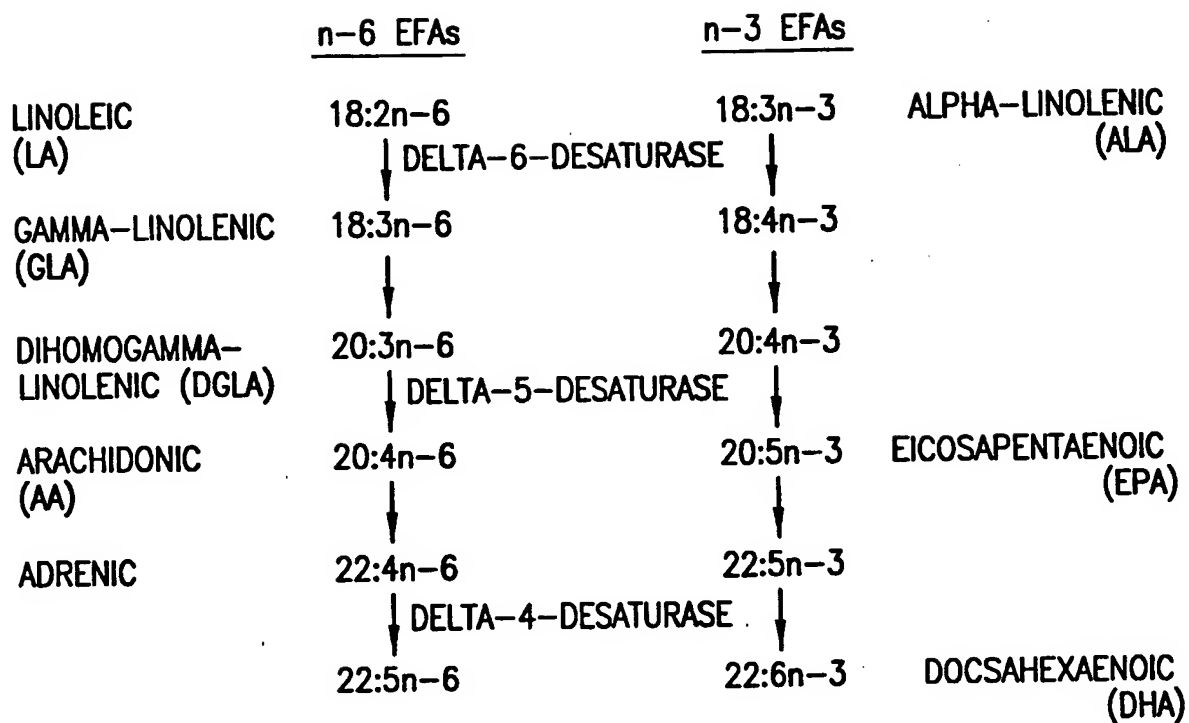 n-6 EFAs n-3 EFAs
LINOLEIC 18:2n-6 18:3n-3 ALPHA-LINOLENIC
(LA) DELTA-6-DESATURASE (ALA)
GAMMA-LINOLENIC 18:3n-6 18:4n-3
(GLA)
DIHOMOGAMMA- 20:3n-6 20:4n-3
LINOLENIC (DGLA) DELTA-5-DESATURASE
ARACHIDONIC 20:4n-6 20:5n-3 EICOSAPENTAENOIC
(AA) (EPA)
ADRENIC 22:4n-6 22:5n-3
DELTA-4-DESATURASE
22:5n-6 22:6n-3 DOCSAHEXAENOIC
(DHA)